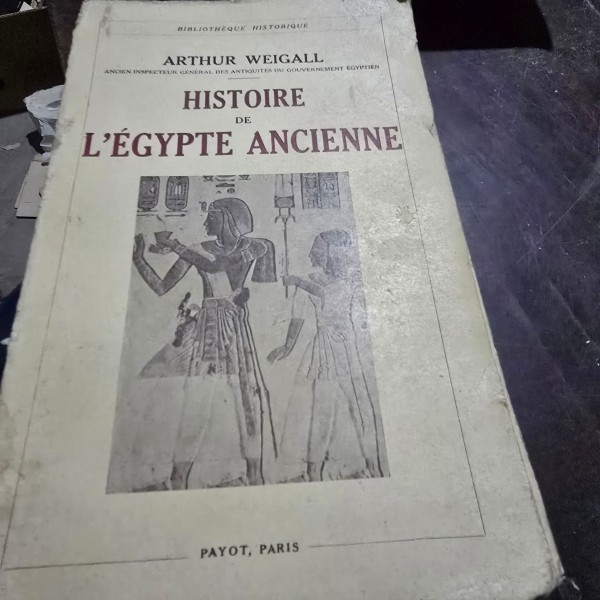 BIBLIOTHÈQUE HISTORIQUE
ARTHUR WEIGALL
ANCIEN INSPECTEUR GÉNÉRAL DES ANTIQUITÉS DU GOUVERNEMENT ÉGYPTIEN
HISTOIRE
DE
L'ÉGYPTE ANCIENNE
PAYOT, PARIS